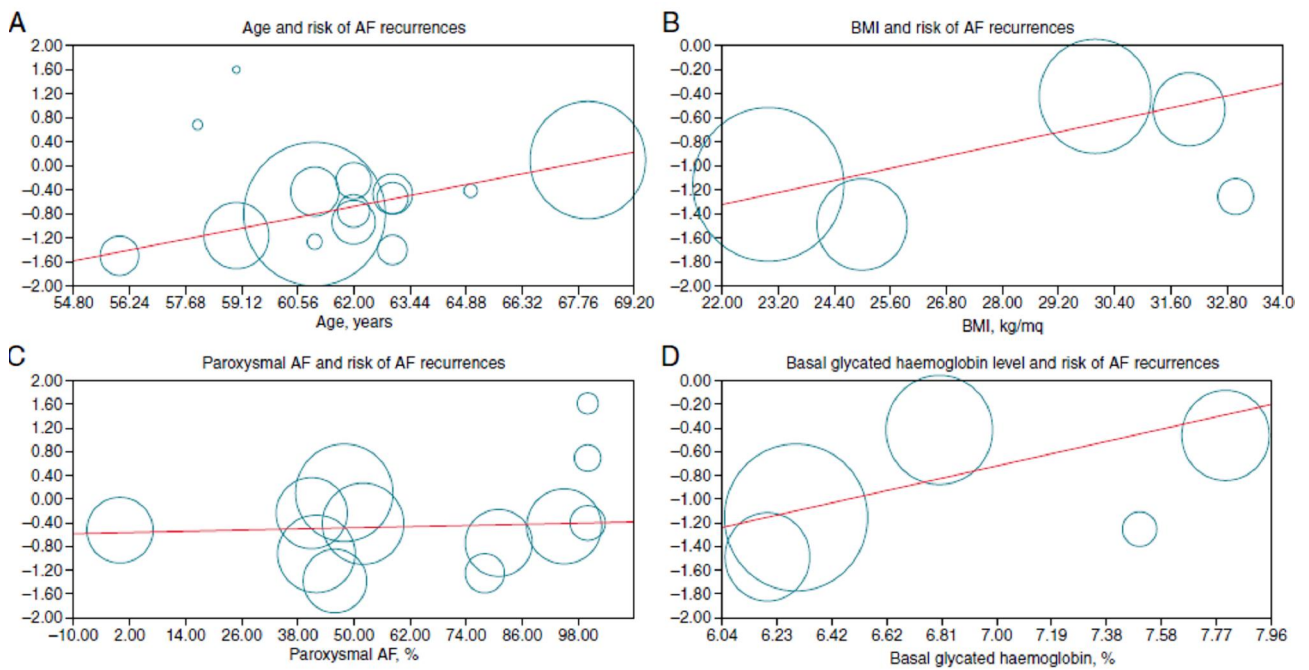 A
Age and risk of AF recurrences
2.00
1.60
1.20
0.80
0.40
0.00
−0.40
−0.80
−1.20
−1.60
−2.00
54.80 56.24 57.68 59.12 60.56 62.00 63.44 64.88 66.32 67.76 69.20
Age, years
B
BMI and risk of AF recurrences
0.00
−0.20
−0.40
−0.60
−0.80
−1.00
−1.20
−1.40
−1.60
−1.80
−2.00
22.00 23.20 24.40 25.60 26.80 28.00 29.20 30.40 31.60 32.80 34.0
BMI, kg/mq
C
Paroxysmal AF and risk of AF recurrences
2.00
1.60
1.20
0.80
0.40
0.00
−0.40
−0.80
−1.20
−1.60
−2.00
−10.00 2.00 14.00 26.00 38.00 50.00 62.00 74.00 86.00 98.00
Paroxysmal AF, %
D
Basal glycated haemoglobin level and risk of AF recurrences
0.00
−0.20
−0.40
−0.60
−0.80
−1.00
−1.20
−1.40
−1.60
−1.80
−2.00
6.04 6.23 6.42 6.62 6.81 7.00 7.19 7.38 7.58 7.77 7.96
Basal glycated haemoglobin, %